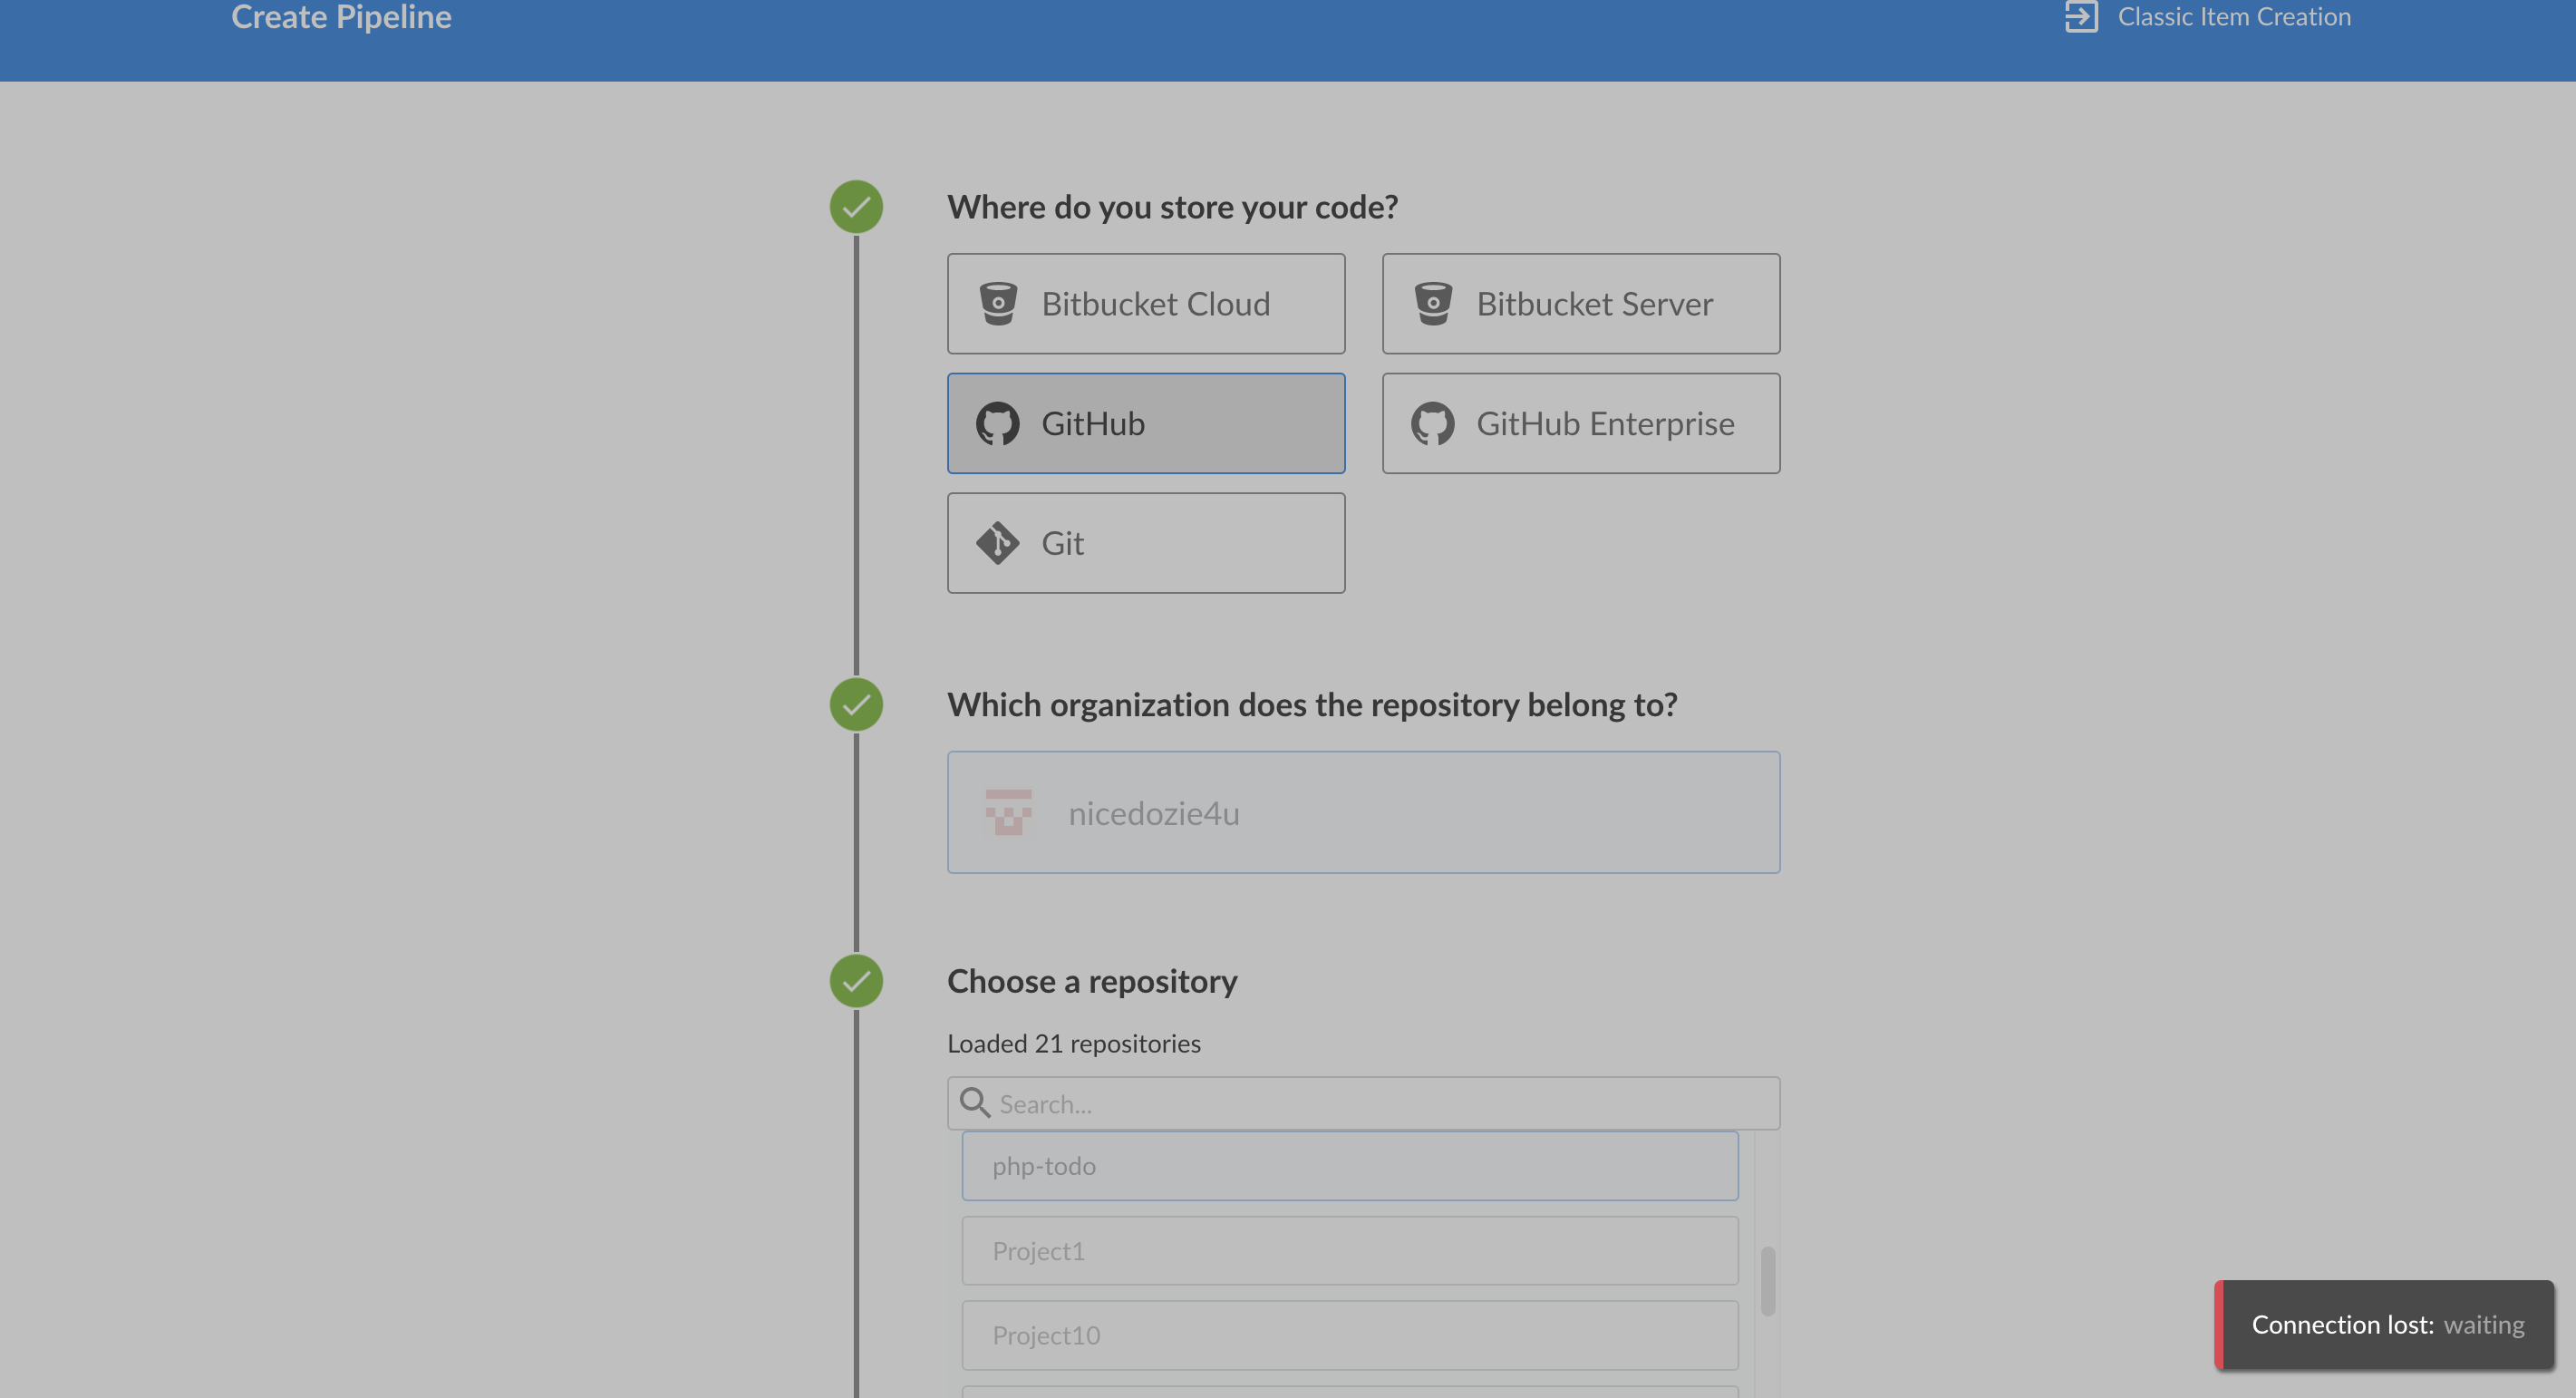 Create Pipeline
Classic Item Creation
Where do you store your code?
Bitbucket Cloud
Bitbucket Server
GitHub
GitHub Enterprise
Git
Which organization does the repository belong to?
nicedozie4u
Choose a repository
Loaded 21 repositories
Search...
php-todo
Project1
Project10
Connection lost: waiting